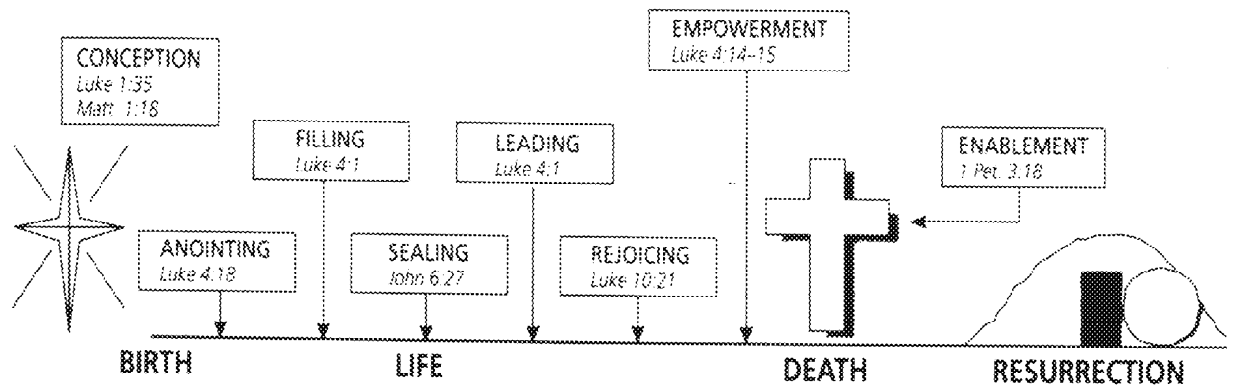 CONCEPTION
Luke 1:35
Matt. 1:18
ANOINTING
Luke 4:18
FILLING
Luke 4:1
SEALING
John 6:27
LEADING
Luke 4:1
REJOICING
Luke 10:21
EMPOWERMENT
Luke 4:14–15
ENABLEMENT
1 Pet. 3:18
BIRTH
LIFE
DEATH
RESURRECTION